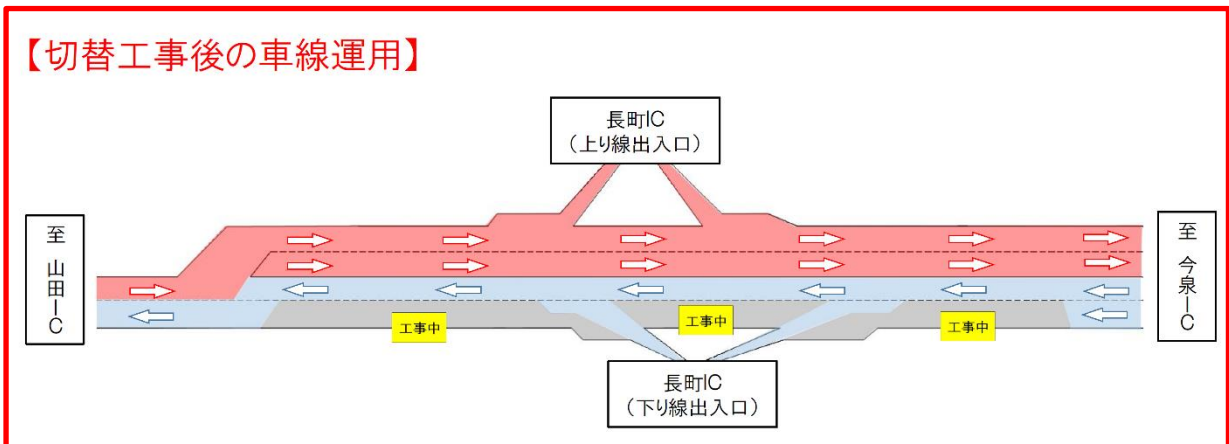 【切替工事後の車線運用】
長町IC
(上り線出入口)
至 山田IC
至 今泉IC
工事中
工事中
工事中
長町IC
(下り線出入口)